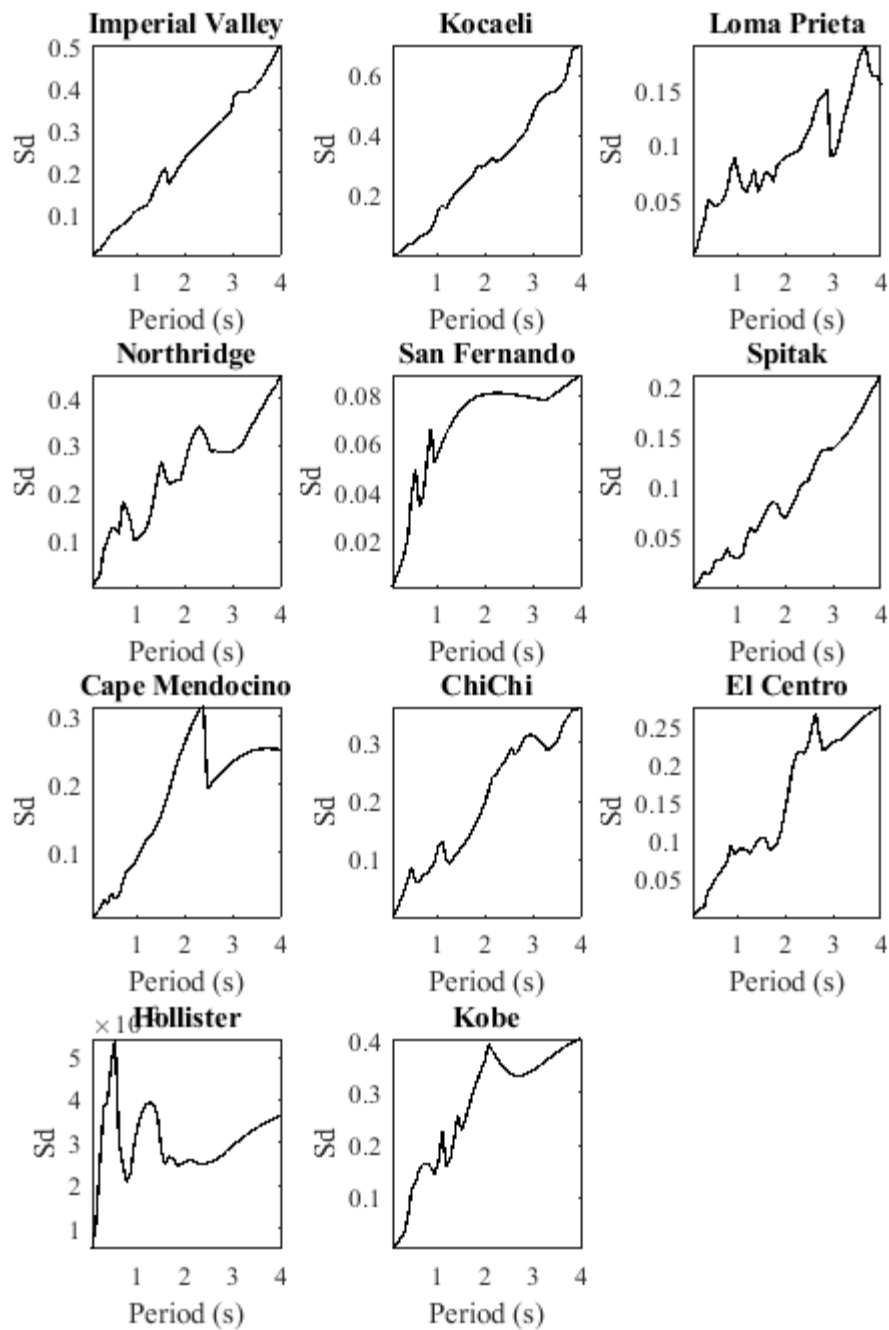 Imperial Valley Kocaeli Loma Prieta
0.5
0.4
0.3
0.2
0.1
Sd
1 2 3 4
Period (s)
0.6
0.4
0.2
Sd
1 2 3 4
Period (s)
0.15
0.1
0.05
Sd
1 2 3 4
Period (s)
Northridge San Fernando Spitak
0.4
0.3
0.2
0.1
Sd
1 2 3 4
Period (s)
0.08
0.06
0.04
0.02
Sd
1 2 3 4
Period (s)
0.2
0.15
0.1
0.05
Sd
1 2 3 4
Period (s)
Cape Mendocino ChiChi El Centro
0.3
0.2
0.1
Sd
1 2 3 4
Period (s)
0.3
0.2
0.1
Sd
1 2 3 4
Period (s)
0.25
0.2
0.15
0.1
0.05
Sd
1 2 3 4
Period (s)
Hollister Kobe
× 10
5
4
3
2
1
Sd
1 2 3 4
Period (s)
0.4
0.3
0.2
0.1
Sd
1 2 3 4
Period (s)